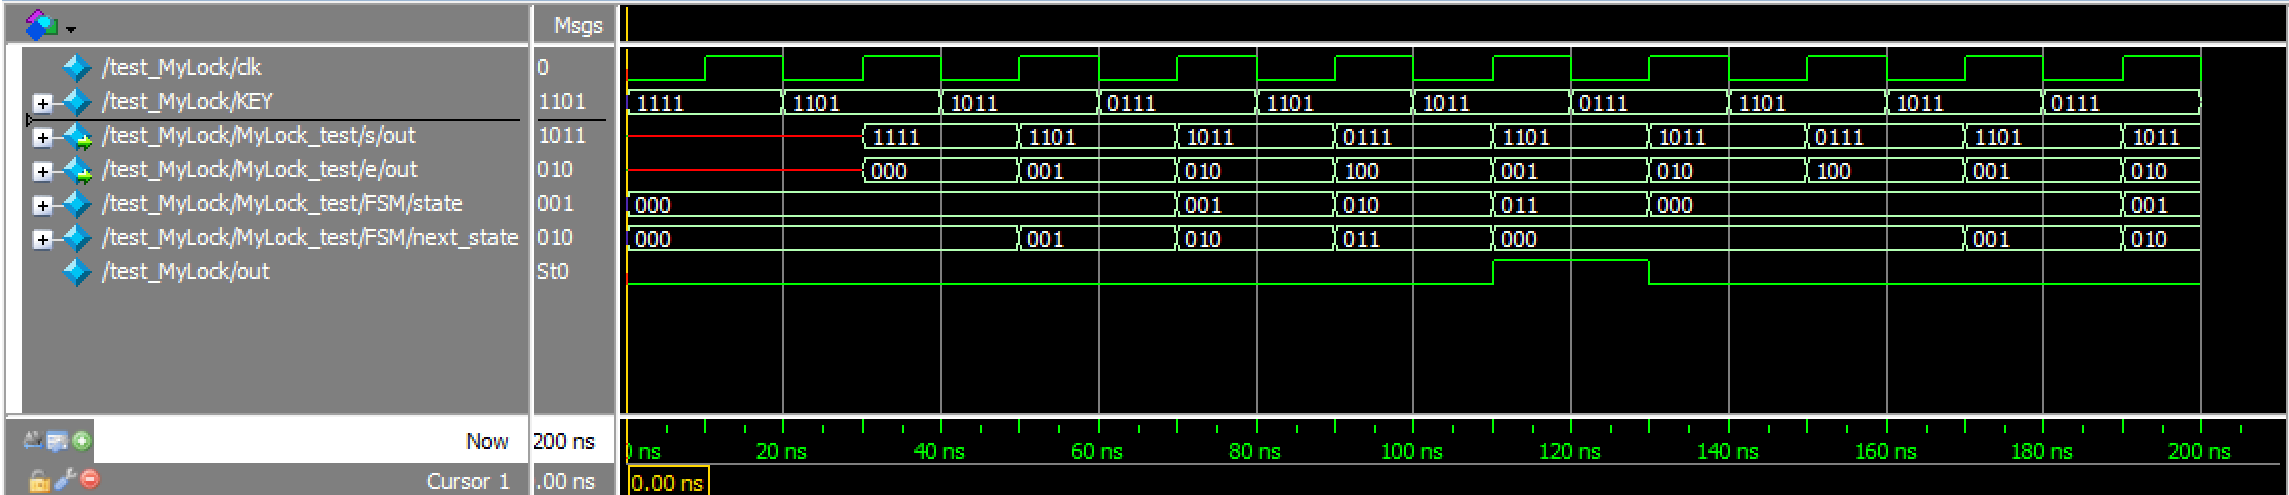 Msgs
/test_MyLock/clk 0
/test_MyLock/KEY 1101 1111 1101 1011 0111 1101 1011 0111 1101 1011 0111
/test_MyLock/MyLock_test/s/out 1011 1111 1101 1011 0111 1101 1011 0111 1101 1011
/test_MyLock/MyLock_test/e/out 010 000 001 010 100 001 010 100 001 010
/test_MyLock/MyLock_test/FSM/state 001 000 001 010 011 000 001
/test_MyLock/MyLock_test/FSM/next_state 010 000 001 010 011 000 001 010
/test_MyLock/out St0
Now 200 ns ns 20 ns 40 ns 60 ns 80 ns 100 ns 120 ns 140 ns 160 ns 180 ns 200 ns
Cursor 1 .00 ns 0.00 ns